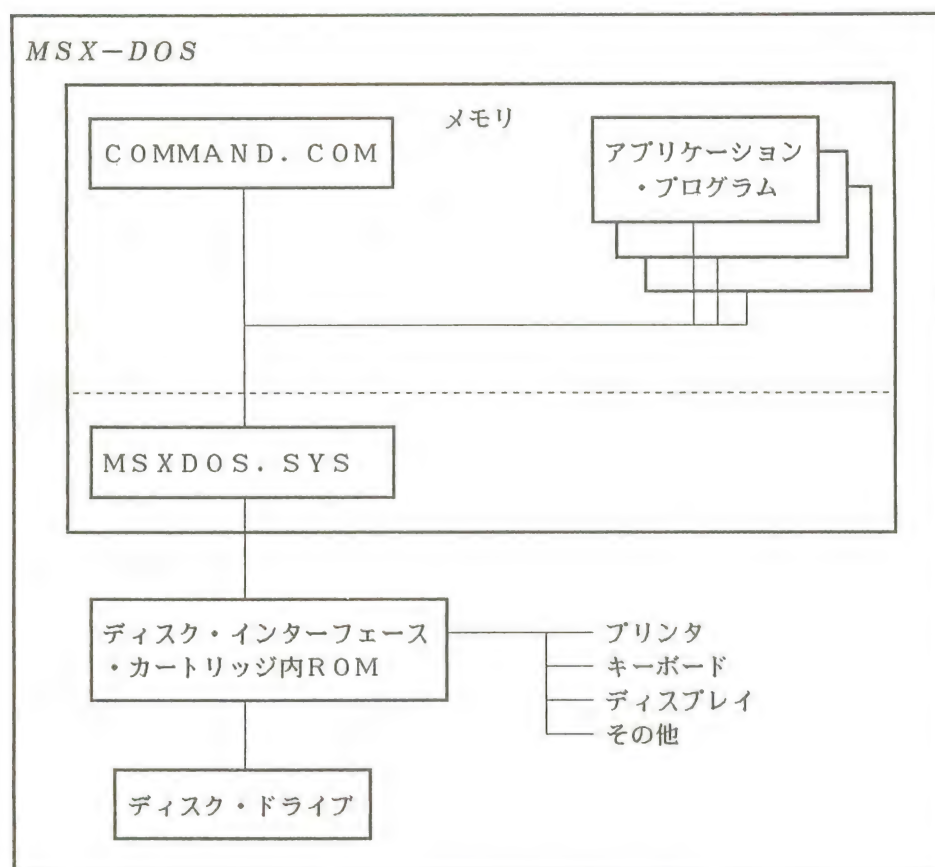 MSX－DOS
メモリ
ＣＯＭＭＡＮＤ．ＣＯＭ
アプリケーション
・プログラム
ＭＳＸＤＯＳ．ＳＹＳ
ディスク・インターフェース
・カートリッジ内ＲＯＭ
プリンタ
キーボード
ディスプレイ
その他
ディスク・ドライブ